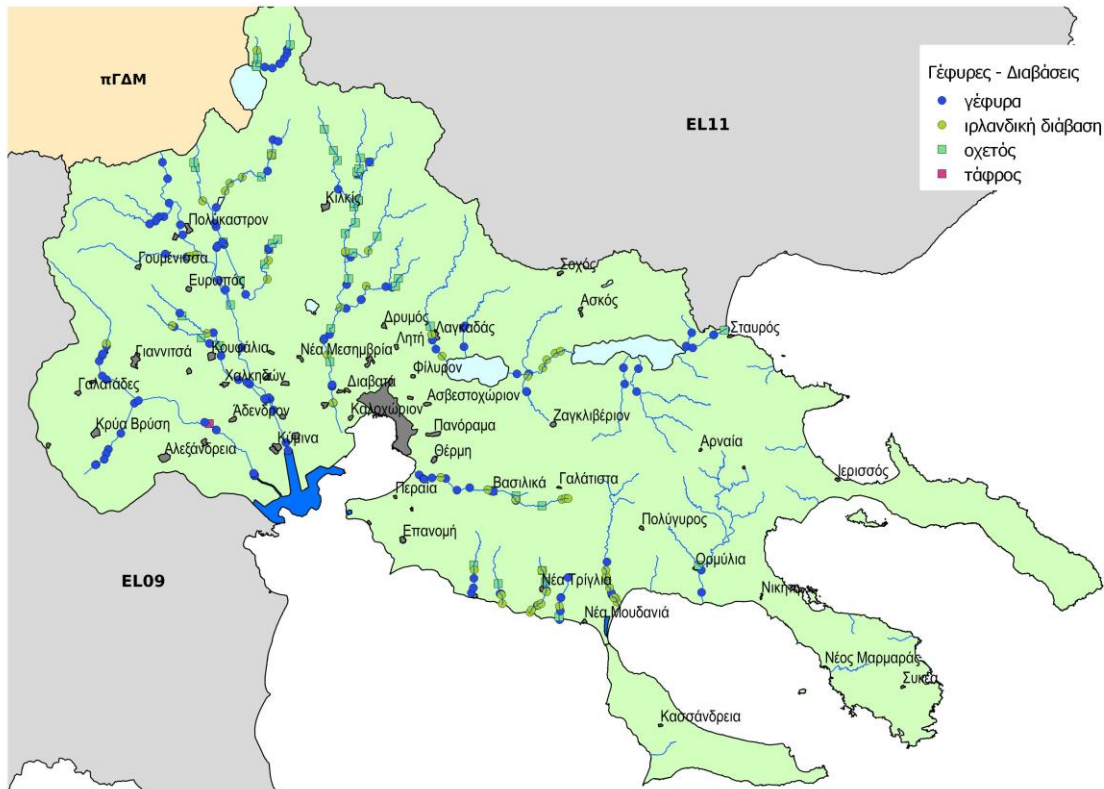 πΓΔΜ
EL11
Γέφυρες - Διαβάσεις
γέφυρα
ιρλανδική διάβαση
οχετός
τάφρος
Κιλκίς
Πολύκαστρον
Γουμένισσα
Ευρωπός
Σοχός
Ασκός
Σταυρός
Δρυμός
Λαγκαδάς
Λητή
Νέα Μεσημβρία
Γιαννιτσά
Κουφάλια
Φίλυρον
Χαλκηδών
Γαλατάδες
Διαβατά
Ασβεστοχώριον
Καλοχώριον
Άδενδρον
Ζαγκλιβέριον
Κρύα Βρύση
Πανόραμα
Αλεξάνδρεια
Κύμινα
Αρναία
Θέρμη
Ιερισσός
Βασιλικά
Γαλάτιστα
Περαία
Επανομή
Πολύγυρος
Ορμύλια
EL09
Νέα Τρίγλια
Νέα Μουδανιά
Νέος Μαρμαράς
Συκέα
Κασσάνδρεια